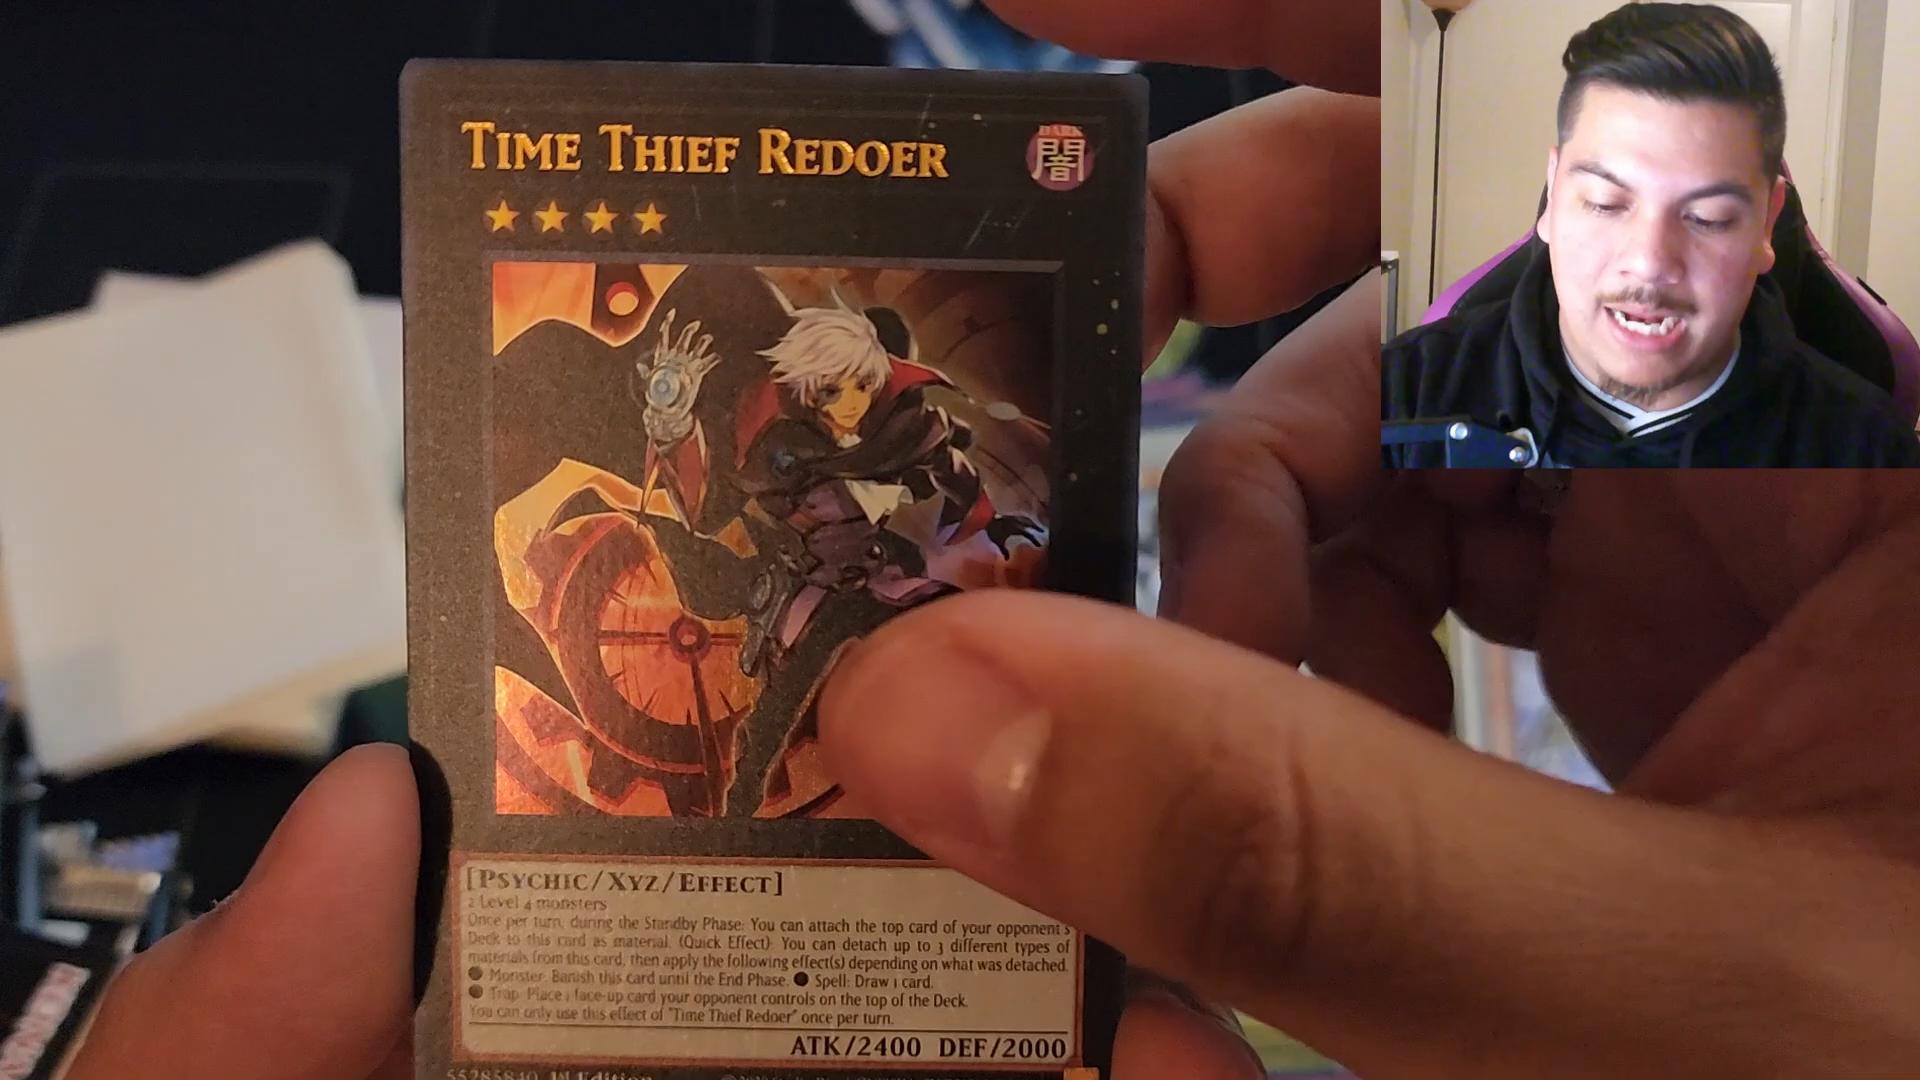 TIME THIEF REDOER
DARK
闇
[PSYCHIC/XYZ/EFFECT]
2 Level 4 monsters
Once per turn, during the Standby Phase: You can attach the top card of your opponent's
Deck to this card as material. (Quick Effect): You can detach up to 3 different types of
materials from this card, then apply the following effect(s) depending on what was detached.
● Monster: Banish this card until the End Phase. ● Spell: Draw 1 card.
● Trap: Place 1 face-up card your opponent controls on the top of the Deck.
You can only use this effect of "Time Thief Redoer" once per turn.
ATK/2400 DEF/2000
55285840 1st Edition